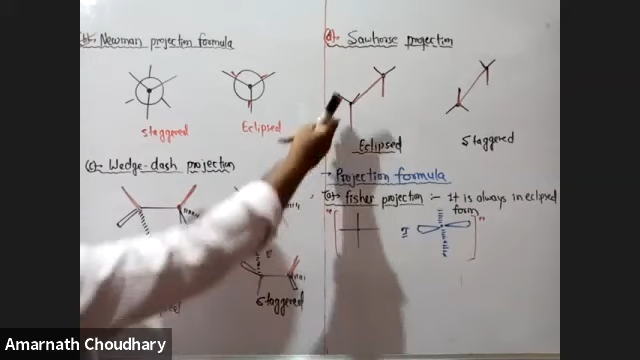 (b)→ Newman projection formula
Staggered
Eclipsed
(c)→ Wedge-dash projection
Staggered
(d)→ Sawhorse projection
Eclipsed
Staggered
→ Projection formula
(a)→ fisher projection :- It is always in eclipsed
form
Amarnath Choudhary